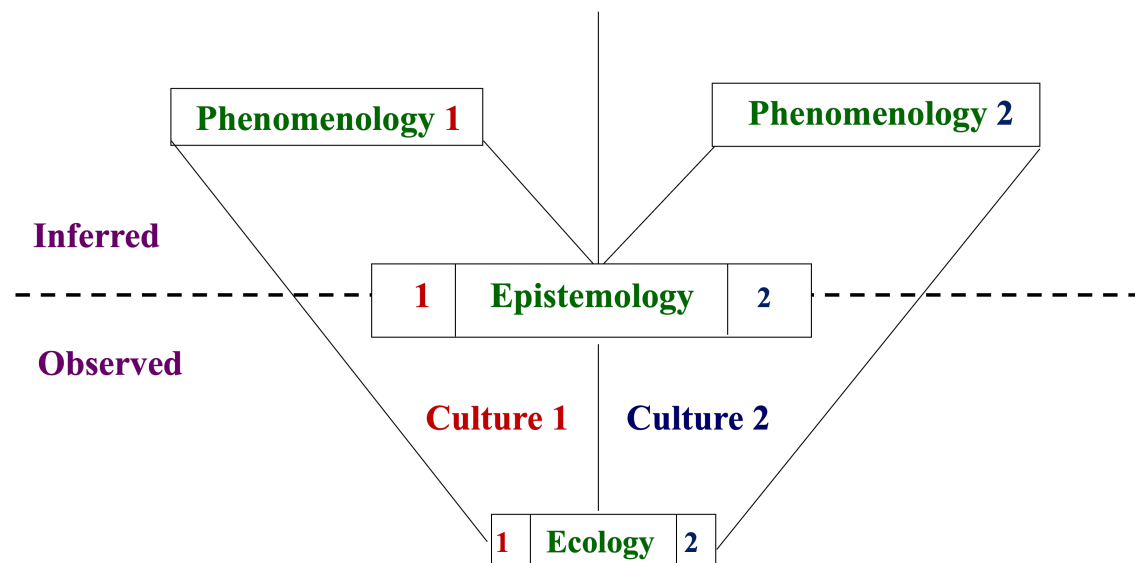 Phenomenology 1
Phenomenology 2
Inferred
1 Epistemology 2
Observed
Culture 1
Culture 2
1 Ecology 2